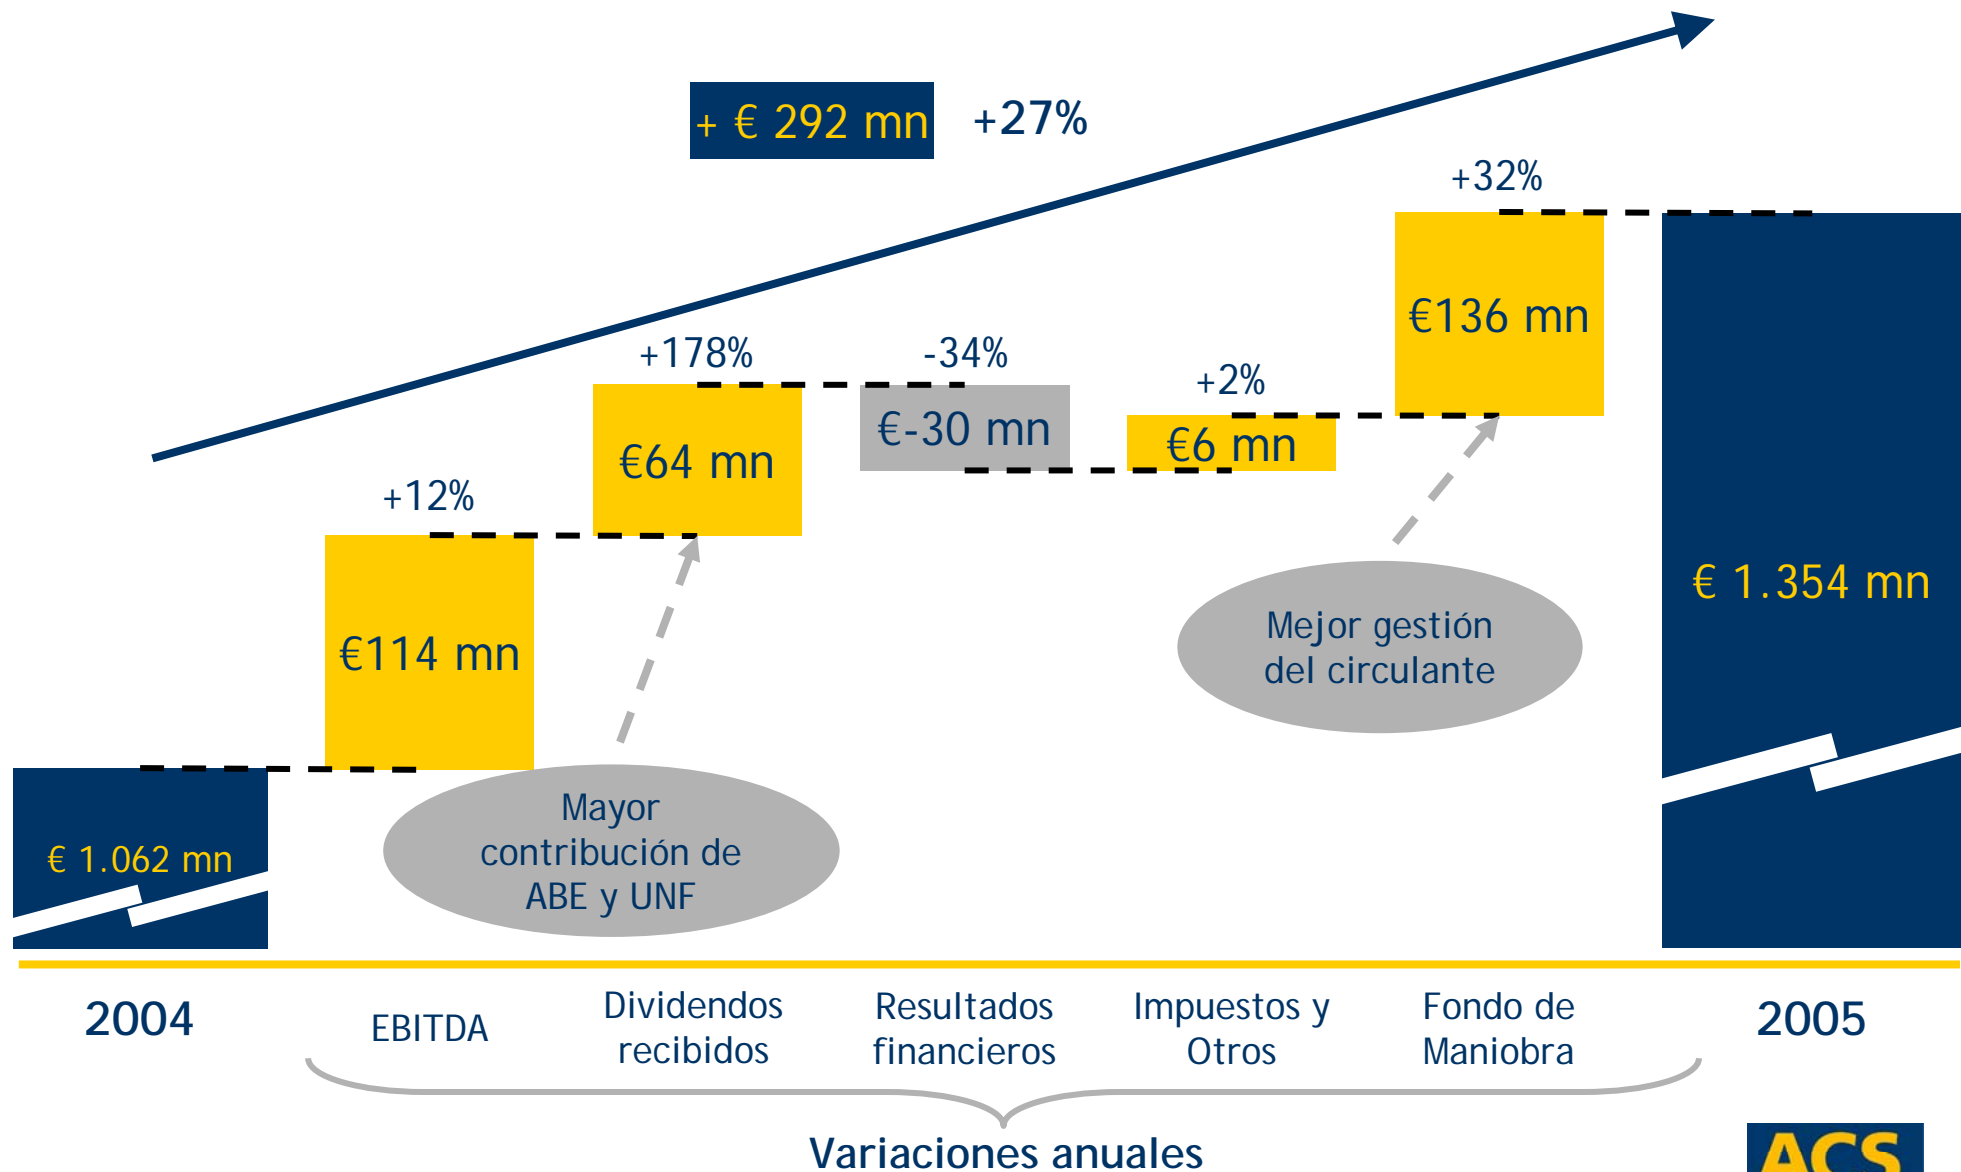 + € 292 mn
+27%
+32%
€136 mn
+178%
-34%
+2%
€64 mn
€-30 mn
€6 mn
+12%
€114 mn
€ 1.354 mn
Mejor gestión
del circulante
€ 1.062 mn
Mayor
contribución de
ABE y UNF
2004
EBITDA
Dividendos
recibidos
Resultados
financieros
Impuestos y
Otros
Fondo de
Maniobra
2005
Variaciones anuales
ACS